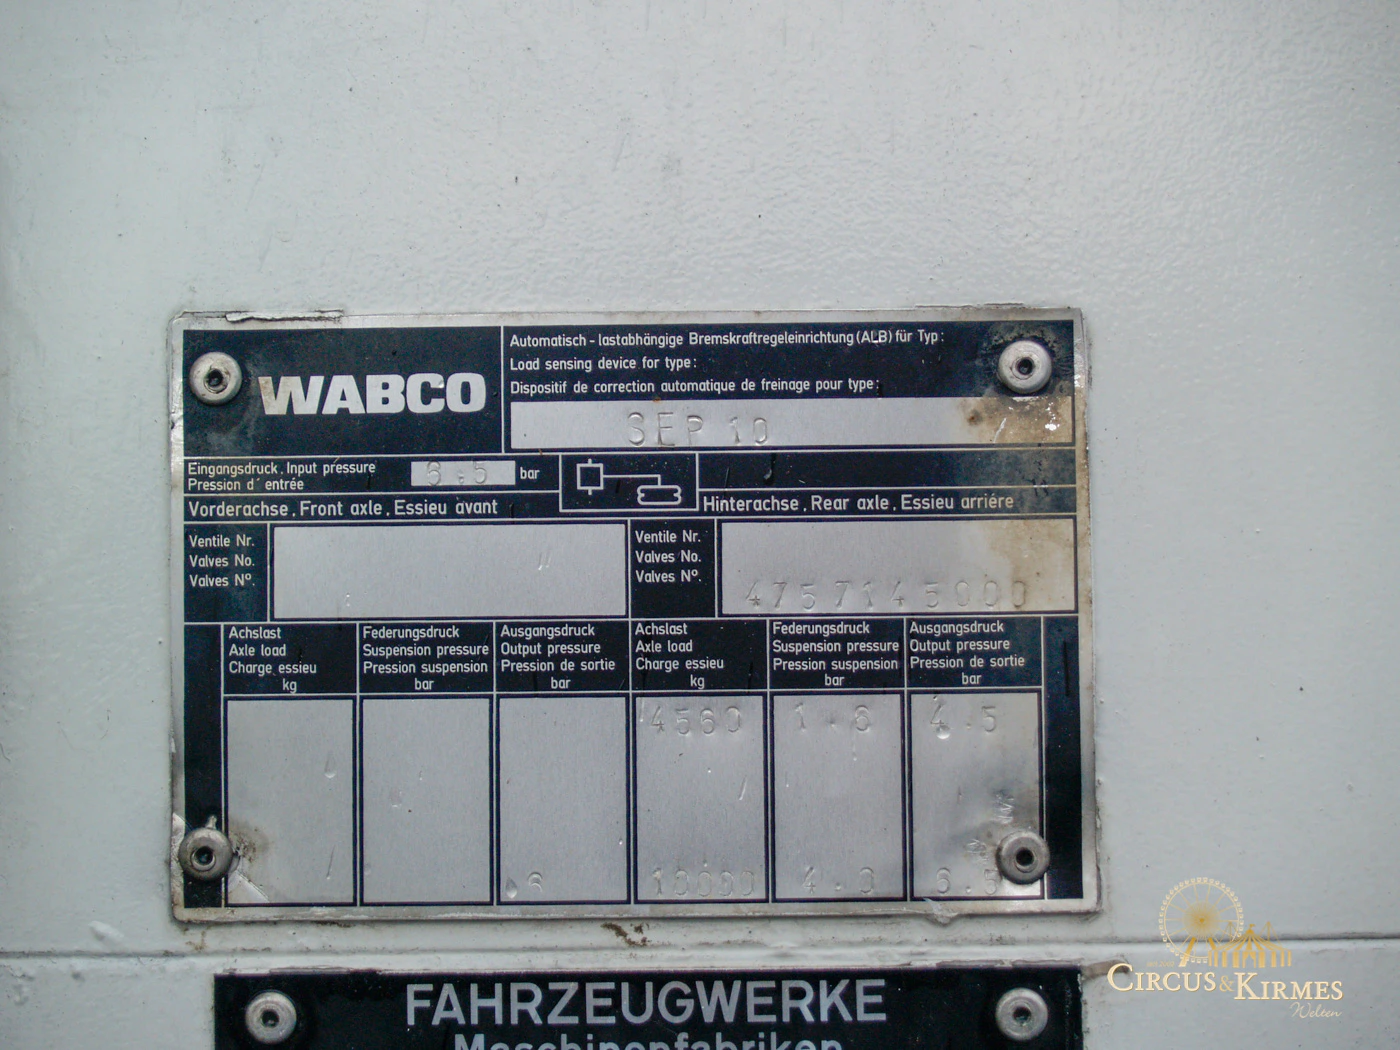 WABCO
Automatisch - lastabhängige Bremskraftregeleinrichtung (ALB) für Typ:
Load sensing device for type:
Dispositif de correction automatique de freinage pour type:
SEP 10
Eingangsdruck, Input pressure
Pression d'entrée
6.5 bar
Vorderachse, Front axle, Essieu avant
Hinterachse, Rear axle, Essieu arriére
Ventile Nr.
Valves No.
Valves Nº.
Ventile Nr.
Valves No.
Valves Nº.
4757145000
Achslast
Axle load
Charge essieu
kg
Federungsdruck
Suspension pressure
Pression suspension
bar
Ausgangsdruck
Output pressure
Pression de sortie
bar
Achslast
Axle load
Charge essieu
kg
Federungsdruck
Suspension pressure
Pression suspension
bar
Ausgangsdruck
Output pressure
Pression de sortie
bar
4560 1.6 4.5
10000 4.3 6.5
FAHRZEUGWERKE
Maschinenfabriken
CIRCUS & KIRMES
Welten